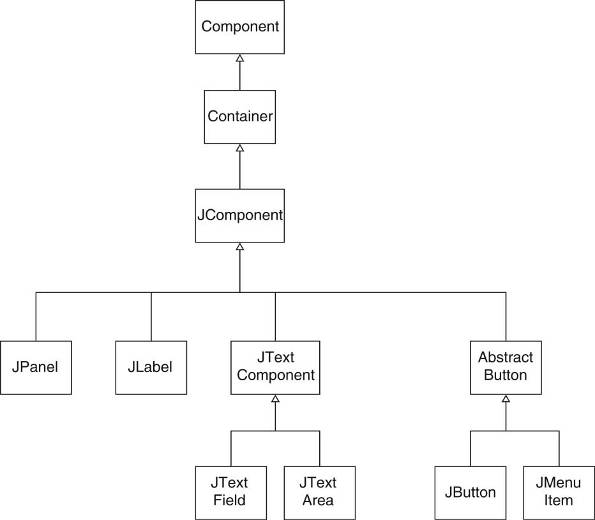 Component
Container
JComponent
JPanel
JLabel
JText
Component
Abstract
Button
JText
Field
JText
Area
JButton
JMenu
Item